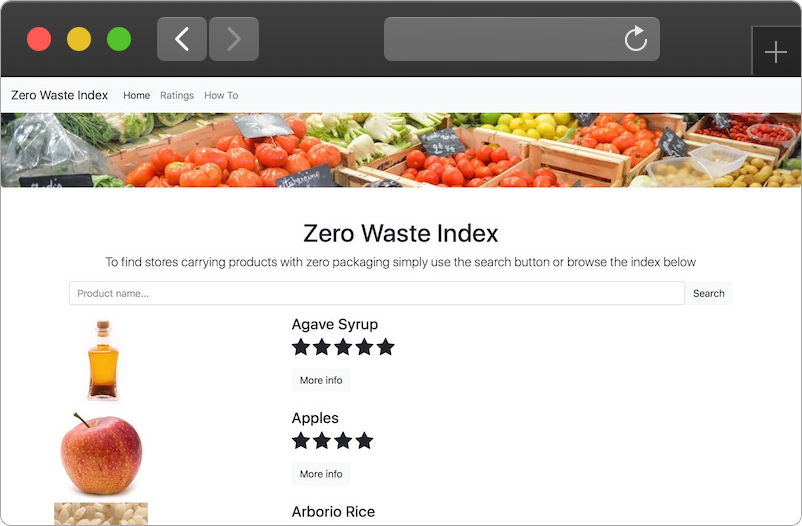 Zero Waste Index Home Ratings How To
Zero Waste Index
To find stores carrying products with zero packaging simply use the search button or browse the index below
Product name... Search
Agave Syrup
More info
Apples
More info
Arborio Rice